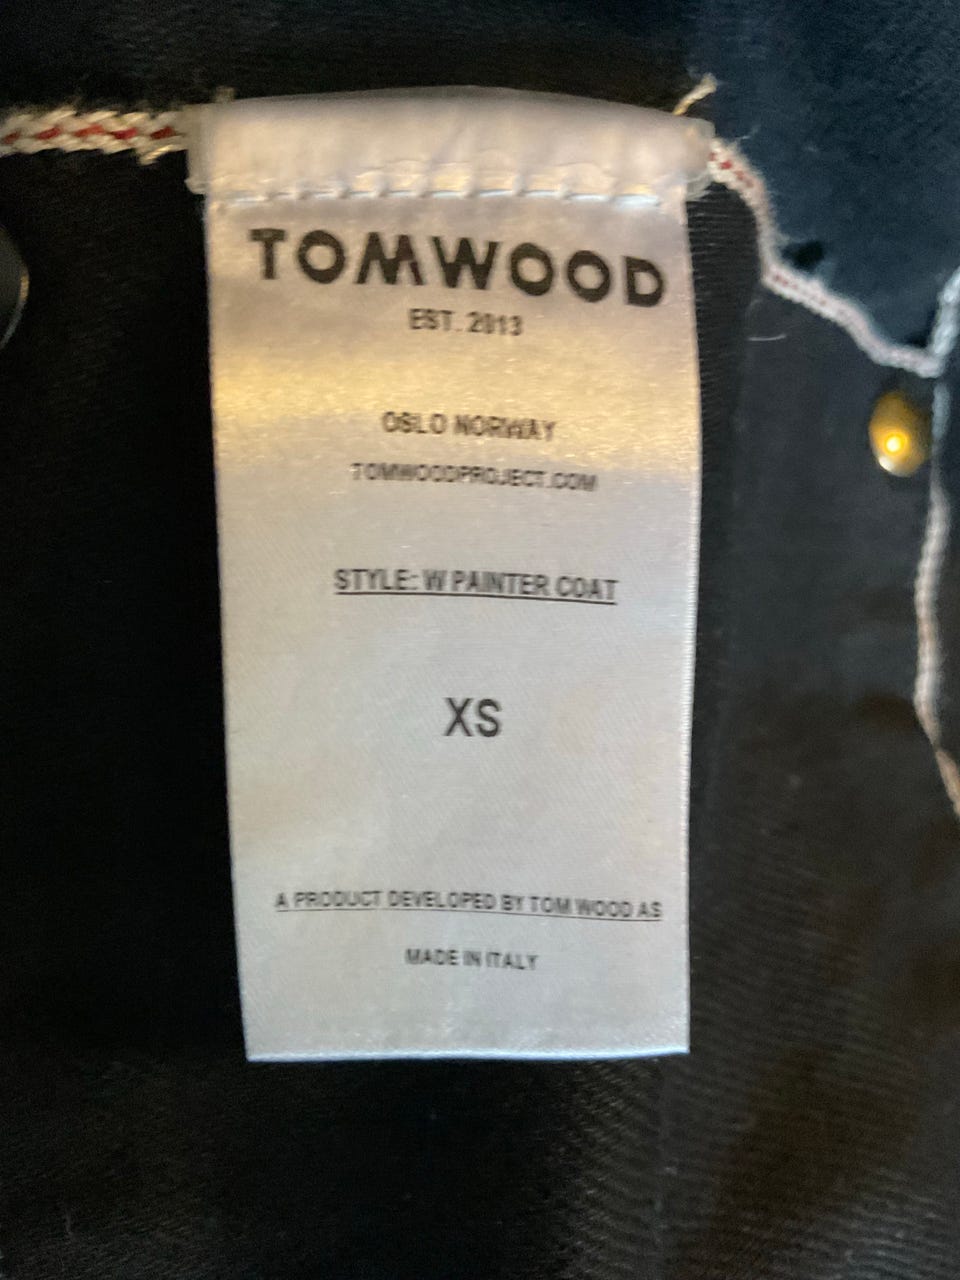 TOMWOOD
EST. 2013
OSLO NORWAY
TOMWOODPROJECT.COM
STYLE: W PAINTER COAT
XS
A PRODUCT DEVELOPED BY TOM WOOD AS
MADE IN ITALY